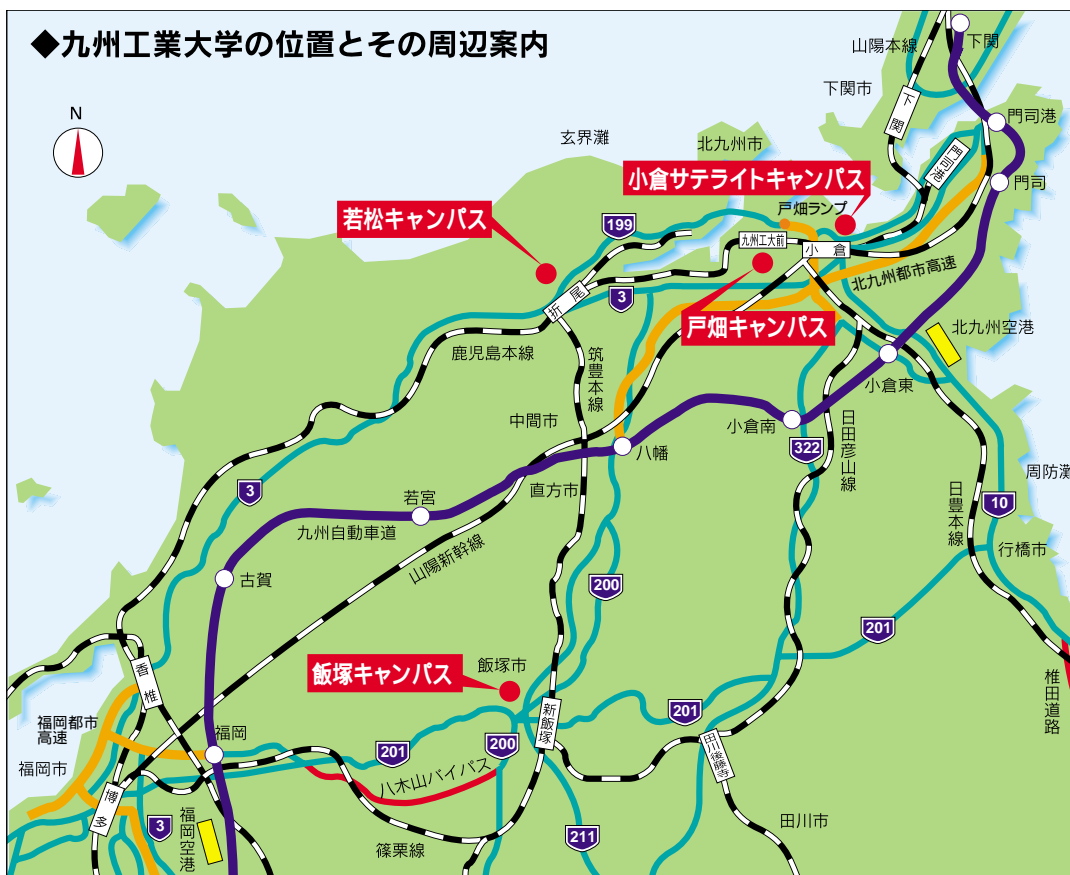 ◆九州工業大学の位置とその周辺案内
N
山陽本線
下関
下関市
下関
門司港
玄界灘
北九州市
門司港
小倉サテライトキャンパス
門司
若松キャンパス
199
戸畑ランプ
九州工大前
小倉
北九州都市高速
折尾
3
戸畑キャンパス
北九州空港
鹿児島本線
筑豊本線
小倉東
中間市
小倉南
日田彦山線
322
八幡
周防灘
3
直方市
若宮
日豊本線
10
九州自動車道
山陽新幹線
行橋市
古賀
200
201
香椎
飯塚キャンパス
飯塚市
椎田道路
新飯塚
201
福岡都市
高速
福岡
201
200
田川後藤寺
福岡市
八木山バイパス
博多
3
福岡空港
篠栗線
211
田川市